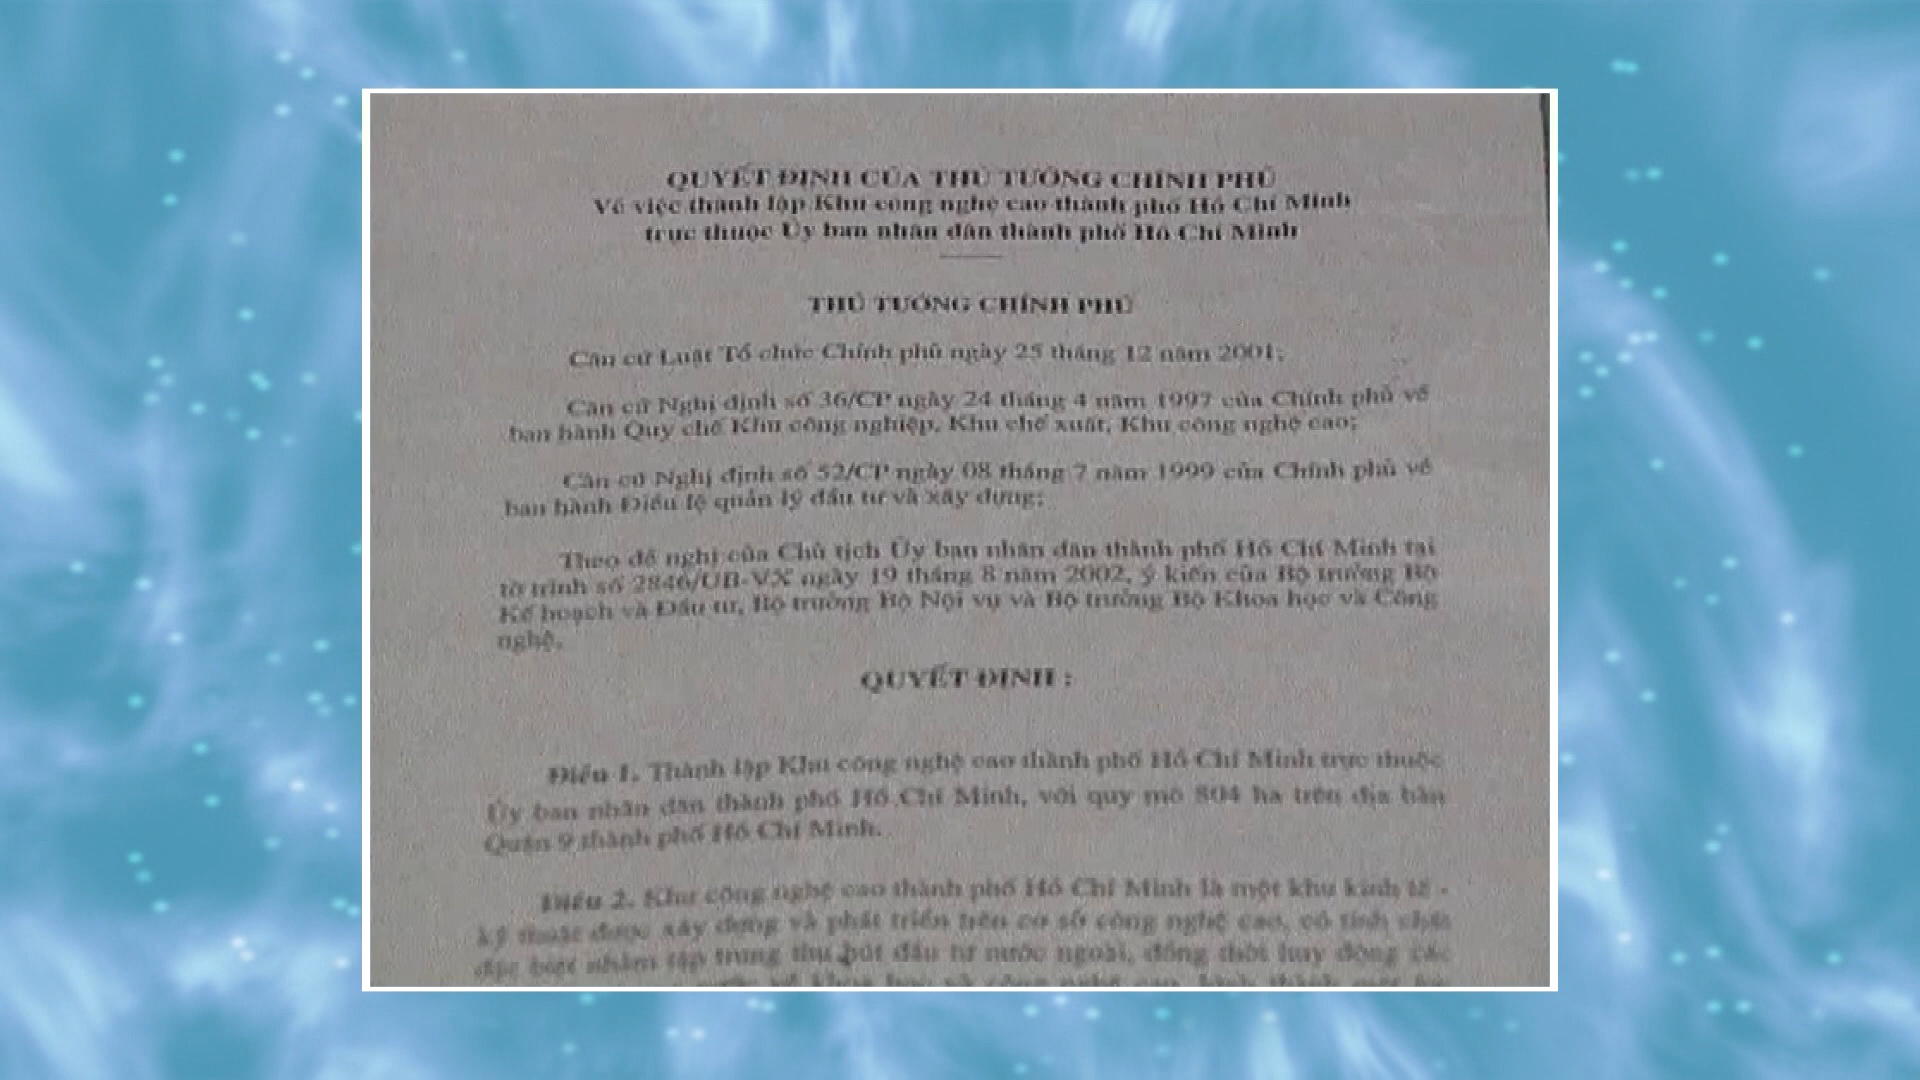 QUYẾT ĐỊNH CỦA THỦ TƯỚNG CHÍNH PHỦ
Về việc thành lập Khu công nghệ cao thành phố Hồ Chí Minh
trực thuộc Ủy ban nhân dân thành phố Hồ Chí Minh
THỦ TƯỚNG CHÍNH PHỦ
Căn cứ Luật Tổ chức Chính phủ ngày 25 tháng 12 năm 2001;
Căn cứ Nghị định số 36/CP ngày 24 tháng 4 năm 1997 của Chính phủ về
ban hành Quy chế Khu công nghiệp, Khu chế xuất, Khu công nghệ cao;
Căn cứ Nghị định số 52/CP ngày 08 tháng 7 năm 1999 của Chính phủ về
ban hành Điều lệ quản lý đầu tư và xây dựng;
Theo đề nghị của Chủ tịch Ủy ban nhân dân thành phố Hồ Chí Minh tại
tờ trình số 2846/UB-VX ngày 19 tháng 8 năm 2002, ý kiến của Bộ trưởng Bộ
Kế hoạch và Đầu tư, Bộ trưởng Bộ Nội vụ và Bộ trưởng Bộ Khoa học và Công
nghệ,
QUYẾT ĐỊNH :
Điều 1. Thành lập Khu công nghệ cao thành phố Hồ Chí Minh trực thuộc
Ủy ban nhân dân thành phố Hồ Chí Minh, với quy mô 804 ha trên địa bàn
Quận 9 thành phố Hồ Chí Minh.
Điều 2. Khu công nghệ cao thành phố Hồ Chí Minh là một khu kinh tế -
kỹ thuật được xây dựng và phát triển trên cơ sở công nghệ cao, có tính chất
đặc biệt nhằm tập trung thu hút đầu tư nước ngoài, đồng thời huy động các